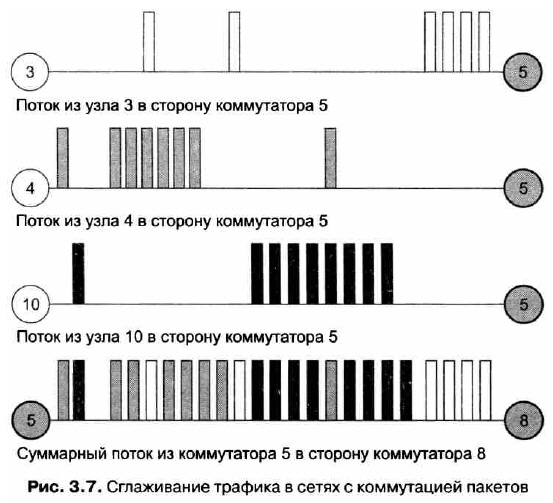 3
5
Поток из узла 3 в сторону коммутатора 5
4
5
Поток из узла 4 в сторону коммутатора 5
10
5
Поток из узла 10 в сторону коммутатора 5
5
8
Суммарный поток из коммутатора 5 в сторону коммутатора 8
Рис. 3.7. Сглаживание трафика в сетях с коммутацией пакетов